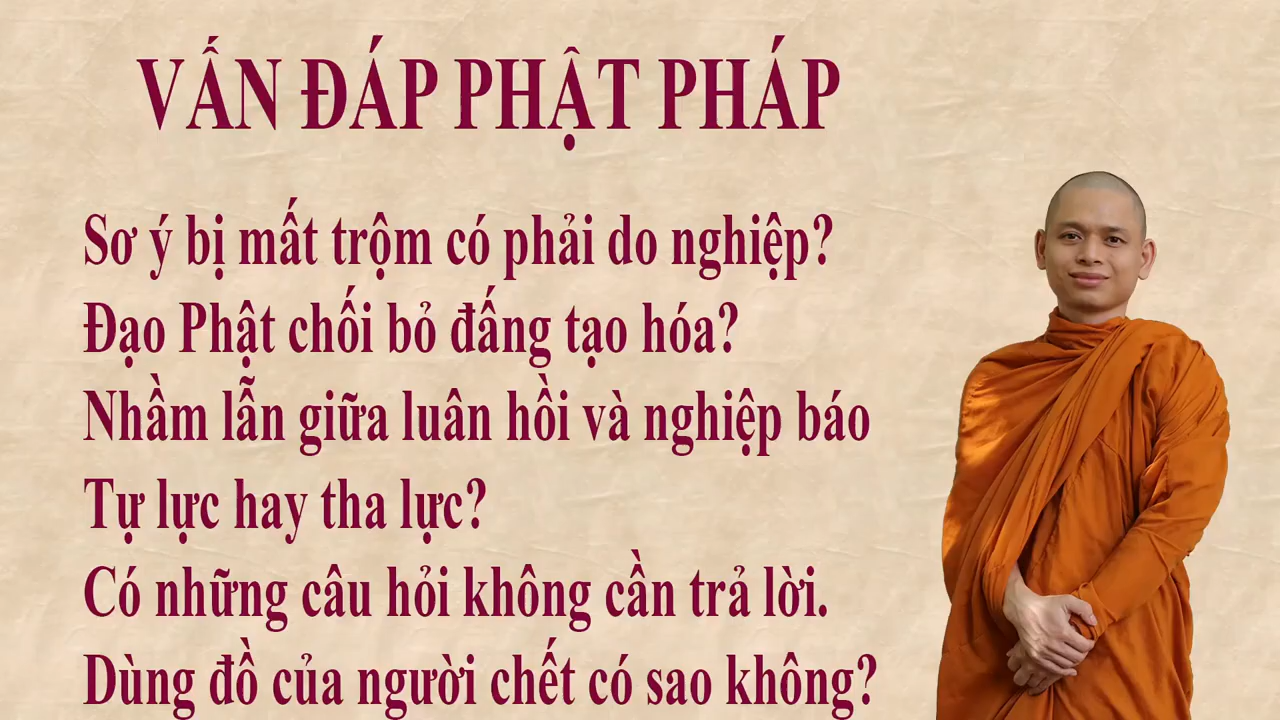 VẤN ĐÁP PHẬT PHÁP
Sơ ý bị mất trộm có phải do nghiệp?
Đạo Phật chối bỏ đấng tạo hóa?
Nhầm lẫn giữa luân hồi và nghiệp báo
Tự lực hay tha lực?
Có những câu hỏi không cần trả lời.
Dùng đồ của người chết có sao không?